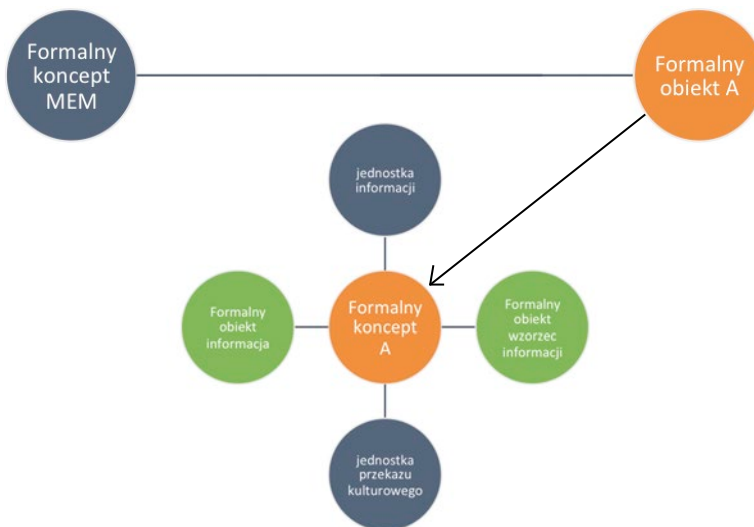 Formalny
koncept
MEM
Formalny
obiekt A
jednostka
informacji
Formalny
obiekt
informacja
Formalny
koncept
A
Formalny
obiekt
wzorzec
informacji
jednostka
przekazu
kulturowego